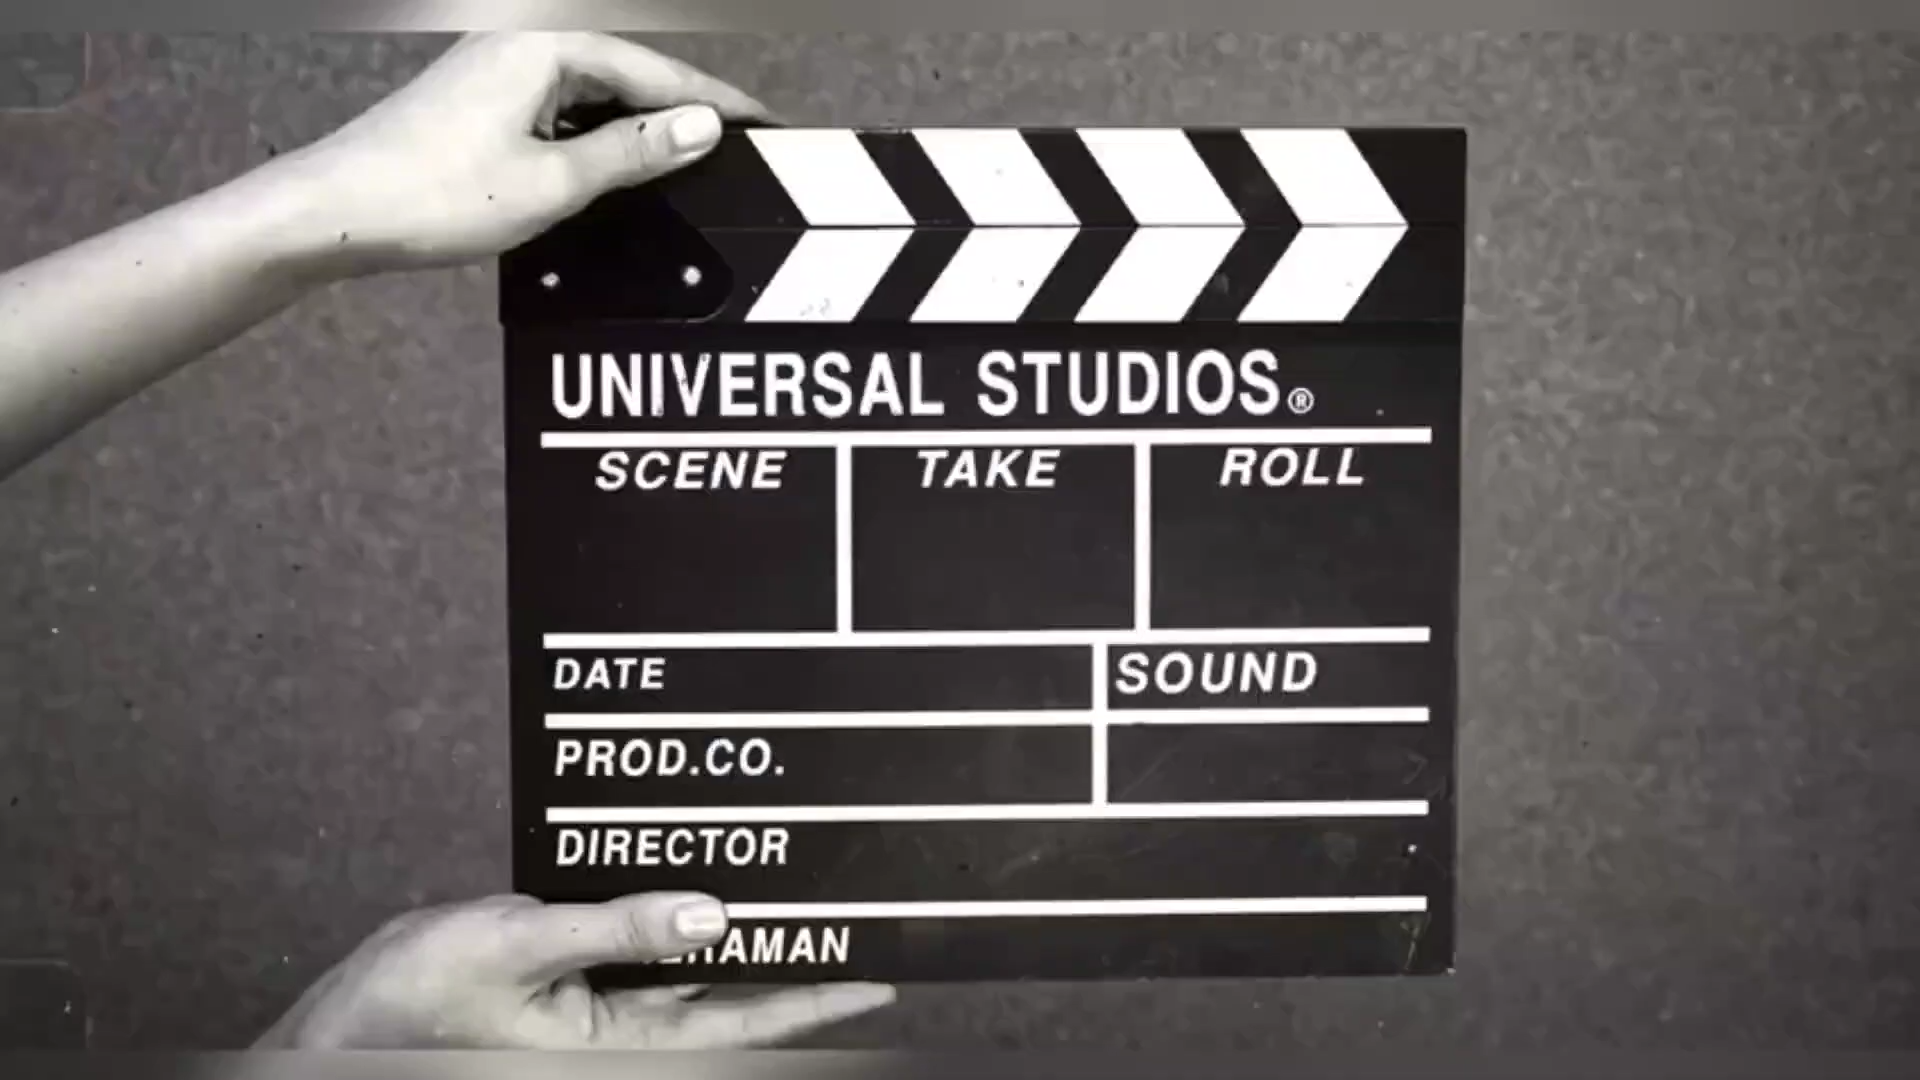 UNIVERSAL STUDIOS®
SCENE TAKE ROLL
DATE SOUND
PROD.CO.
DIRECTOR